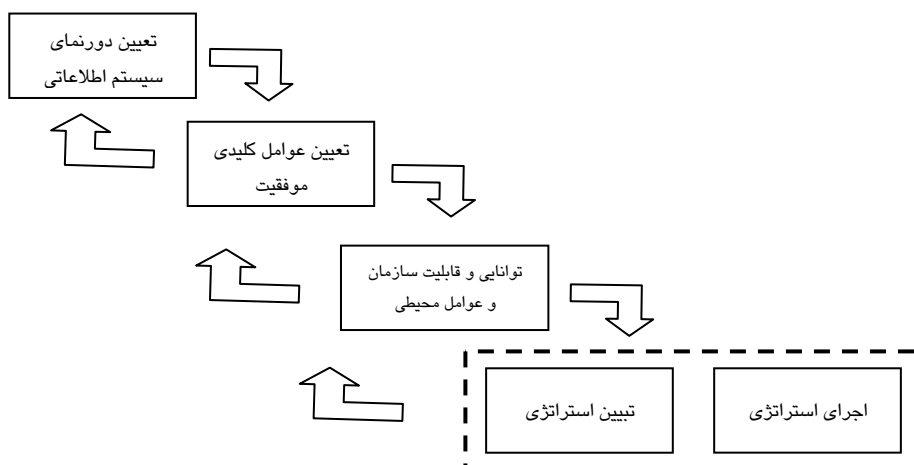 تعیین دورنمای
سیستم اطلاعاتی
تعیین عوامل کلیدی
موفقیت
توانایی و قابلیت سازمان
و عوامل محیطی
تبیین استراتژی
اجرای استراتژی